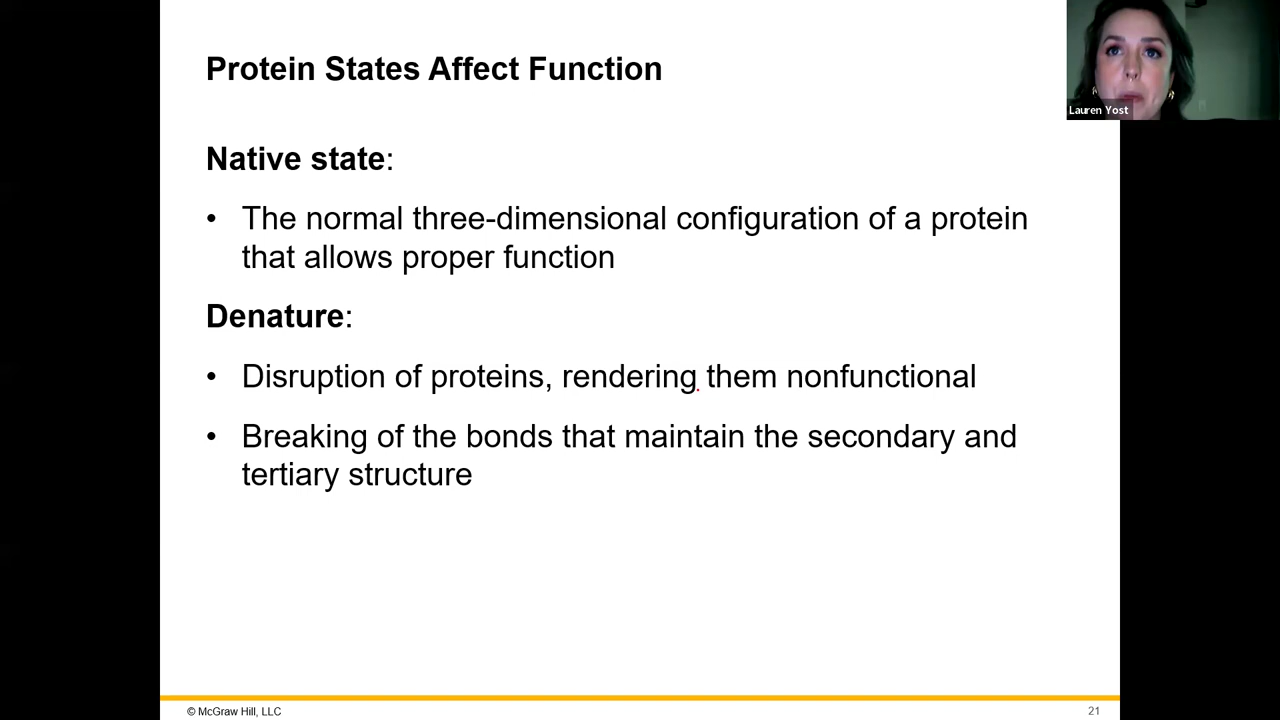 Protein States Affect Function
Lauren Yost
Native state:
• The normal three-dimensional configuration of a protein
that allows proper function
Denature:
• Disruption of proteins, rendering them nonfunctional
• Breaking of the bonds that maintain the secondary and
tertiary structure
© McGraw Hill, LLC
21